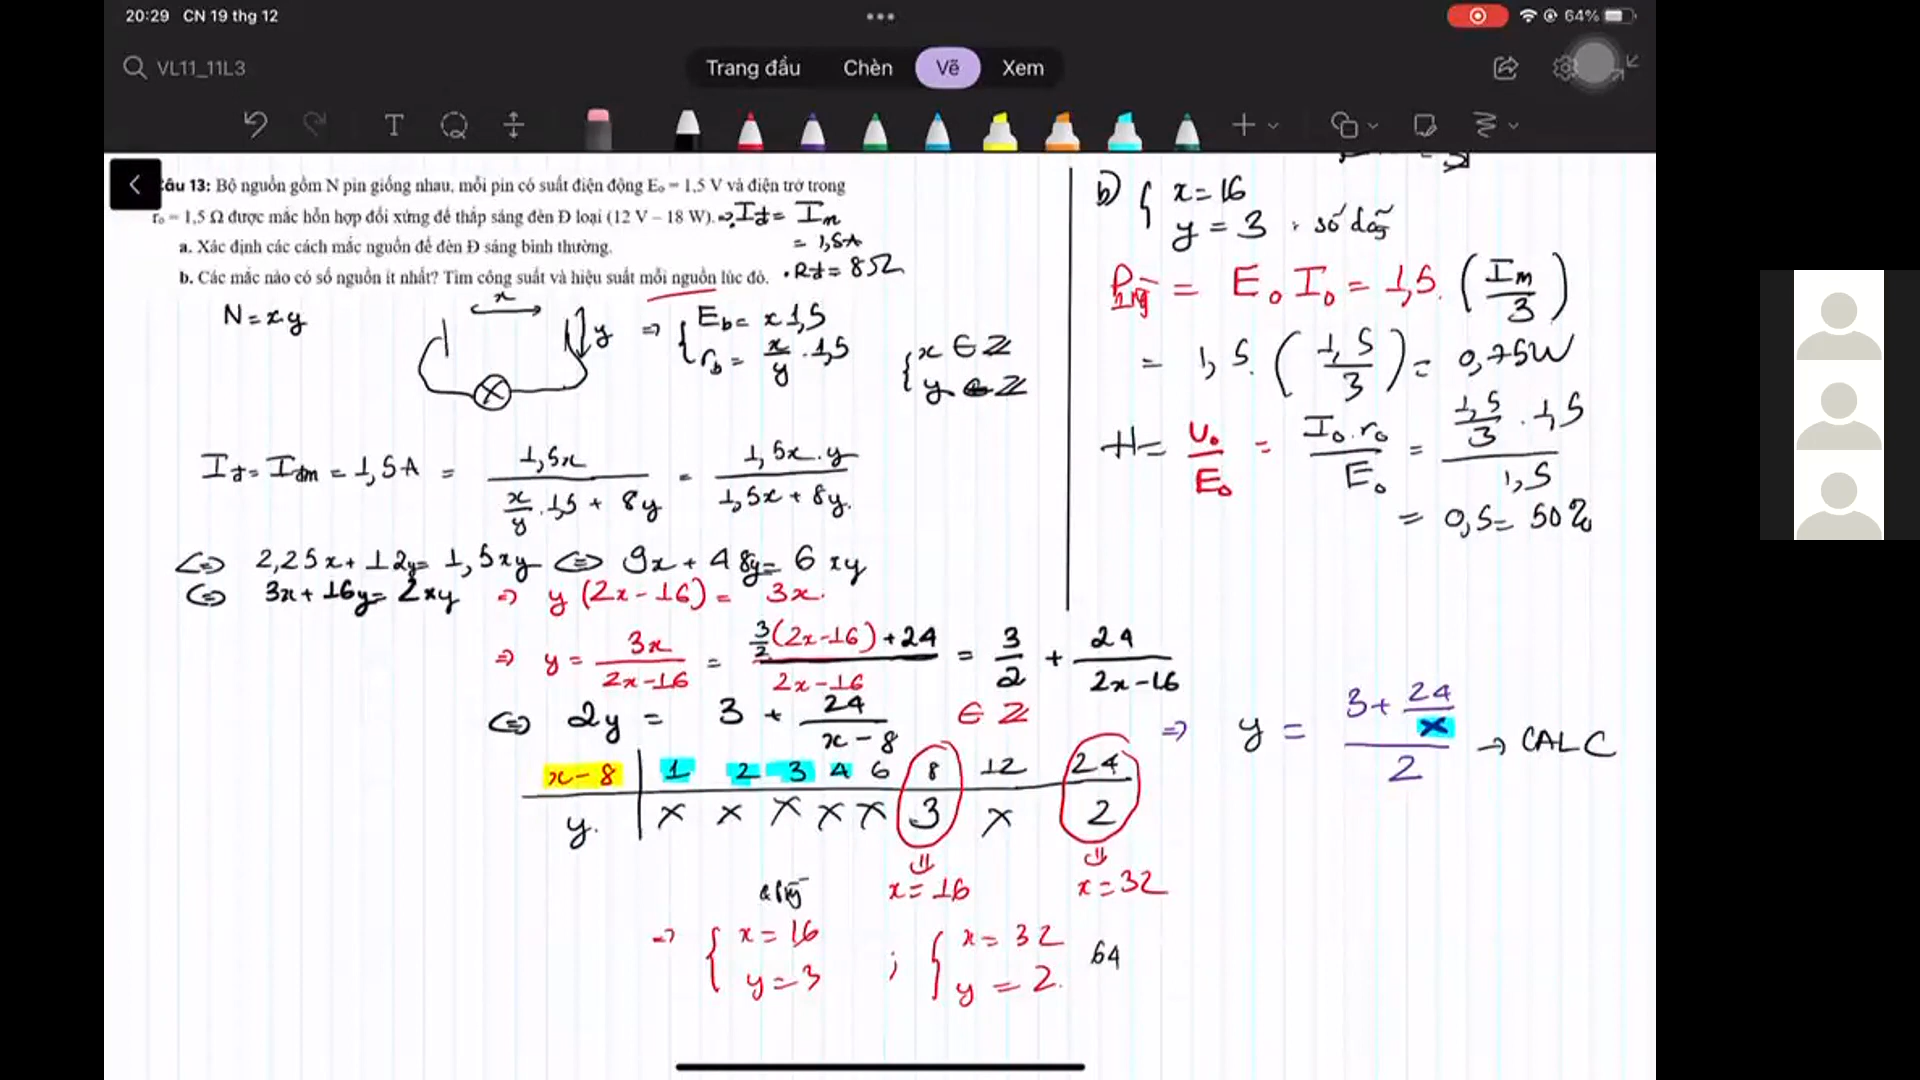 20:29 CN 19 thg 12
64%
VL11_11L3
Trang đầu Chèn Vẽ Xem
âu 13: Bộ nguồn gồm N pin giống nhau, mỗi pin có suất điện động E₀ = 1,5 V và điện trở trong
r₀ = 1,5 Ω được mắc hỗn hợp đối xứng để thắp sáng đèn Đ loại (12 V – 18 W). ⇒ I_đ = I_m
= 1,5A
a. Xác định các cách mắc nguồn để đèn Đ sáng bình thường.
b. Các mắc nào có số nguồn ít nhất? Tìm công suất và hiệu suất mỗi nguồn lúc đó. • R_đ = 8Ω
N = xy
x
y
⇒ { E_b = x 1,5
r_b = x/y . 1,5
{ x ∈ ℤ
y ∈ ℤ
I_đ = I_đm = 1,5A = 1,5x / (x/y . 1,5 + 8y) = 1,5x.y / (1,5x + 8y)
⇔ 2,25x + 12y = 1,5xy ⇔ 9x + 48y = 6xy
⇔ 3x + 16y = 2xy ⇒ y(2x - 16) = 3x.
⇒ y = 3x / (2x - 16) = (3/2 (2x - 16) + 24) / (2x - 16) = 3/2 + 24 / (2x - 16)
⇔ 2y = 3 + 24 / (x - 8) ∈ ℤ ⇒ y = (3 + 24/x) / 2 → CALC
x - 8 | 1 2 3 4 6 8 12 24
y. | x x x x x 3 x 2
⇓ ⇓
x = 16 x = 32
⇒ { x = 16
y = 3
; { x = 32
y = 2.
64
b) { x = 16
y = 3 : số dãy
P_1ng = E₀ I₀ = 1,5. (I_m / 3)
= 1,5. (1,5 / 3) = 0,75W
H = U₀ / E₀ = I₀.r₀ / E₀ = (1,5/3 . 1,5) / 1,5
= 0,5 = 50%